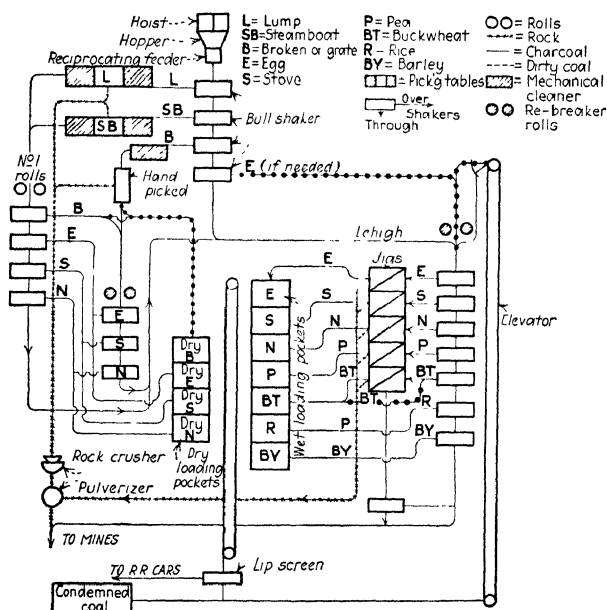 Hoist
Hopper
Reciprocating feeder
L = Lump
SB = Steamboat
B = Broken or grate
E = Egg
S = Stove
P = Pea
BT = Buckwheat
R - Rice
BY = Barley
= Pick'g tables
Over
Shakers
Through
= Rolls
= Rock
= Charcoal
= Dirty coal
= Mechanical
cleaner
Re-breaker
rolls
L
L
SB
SB
Bull shaker
B
E (if needed)
No 1
rolls
Hand
picked
B
E
S
N
E
S
N
Dry
B
Dry
E
Dry
S
Dry
N
Dry
loading
pockets
Lehigh
Jigs
E
S
N
P
BT
R
BY
Wet loading pockets
E
S
N
P
BT
BT
P
BY
E
S
N
P
BT
R
BY
Elevator
Rock crusher
Pulverizer
TO MINES
TO RR CARS
Lip screen
Condemned
coal